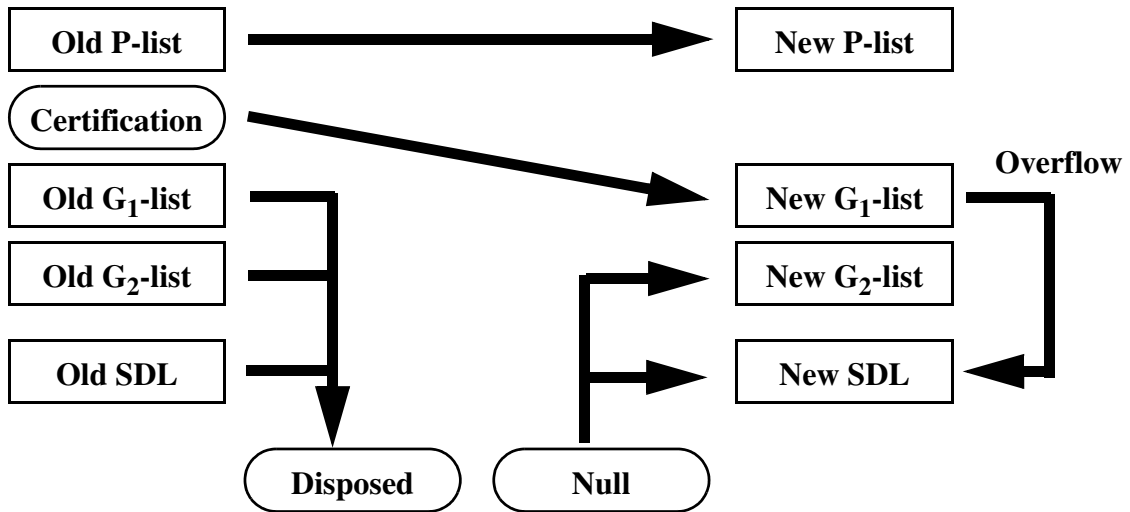 Old P-list
New P-list
Certification
Overflow
Old G₁-list
New G₁-list
Old G₂-list
New G₂-list
Old SDL
New SDL
Disposed
Null